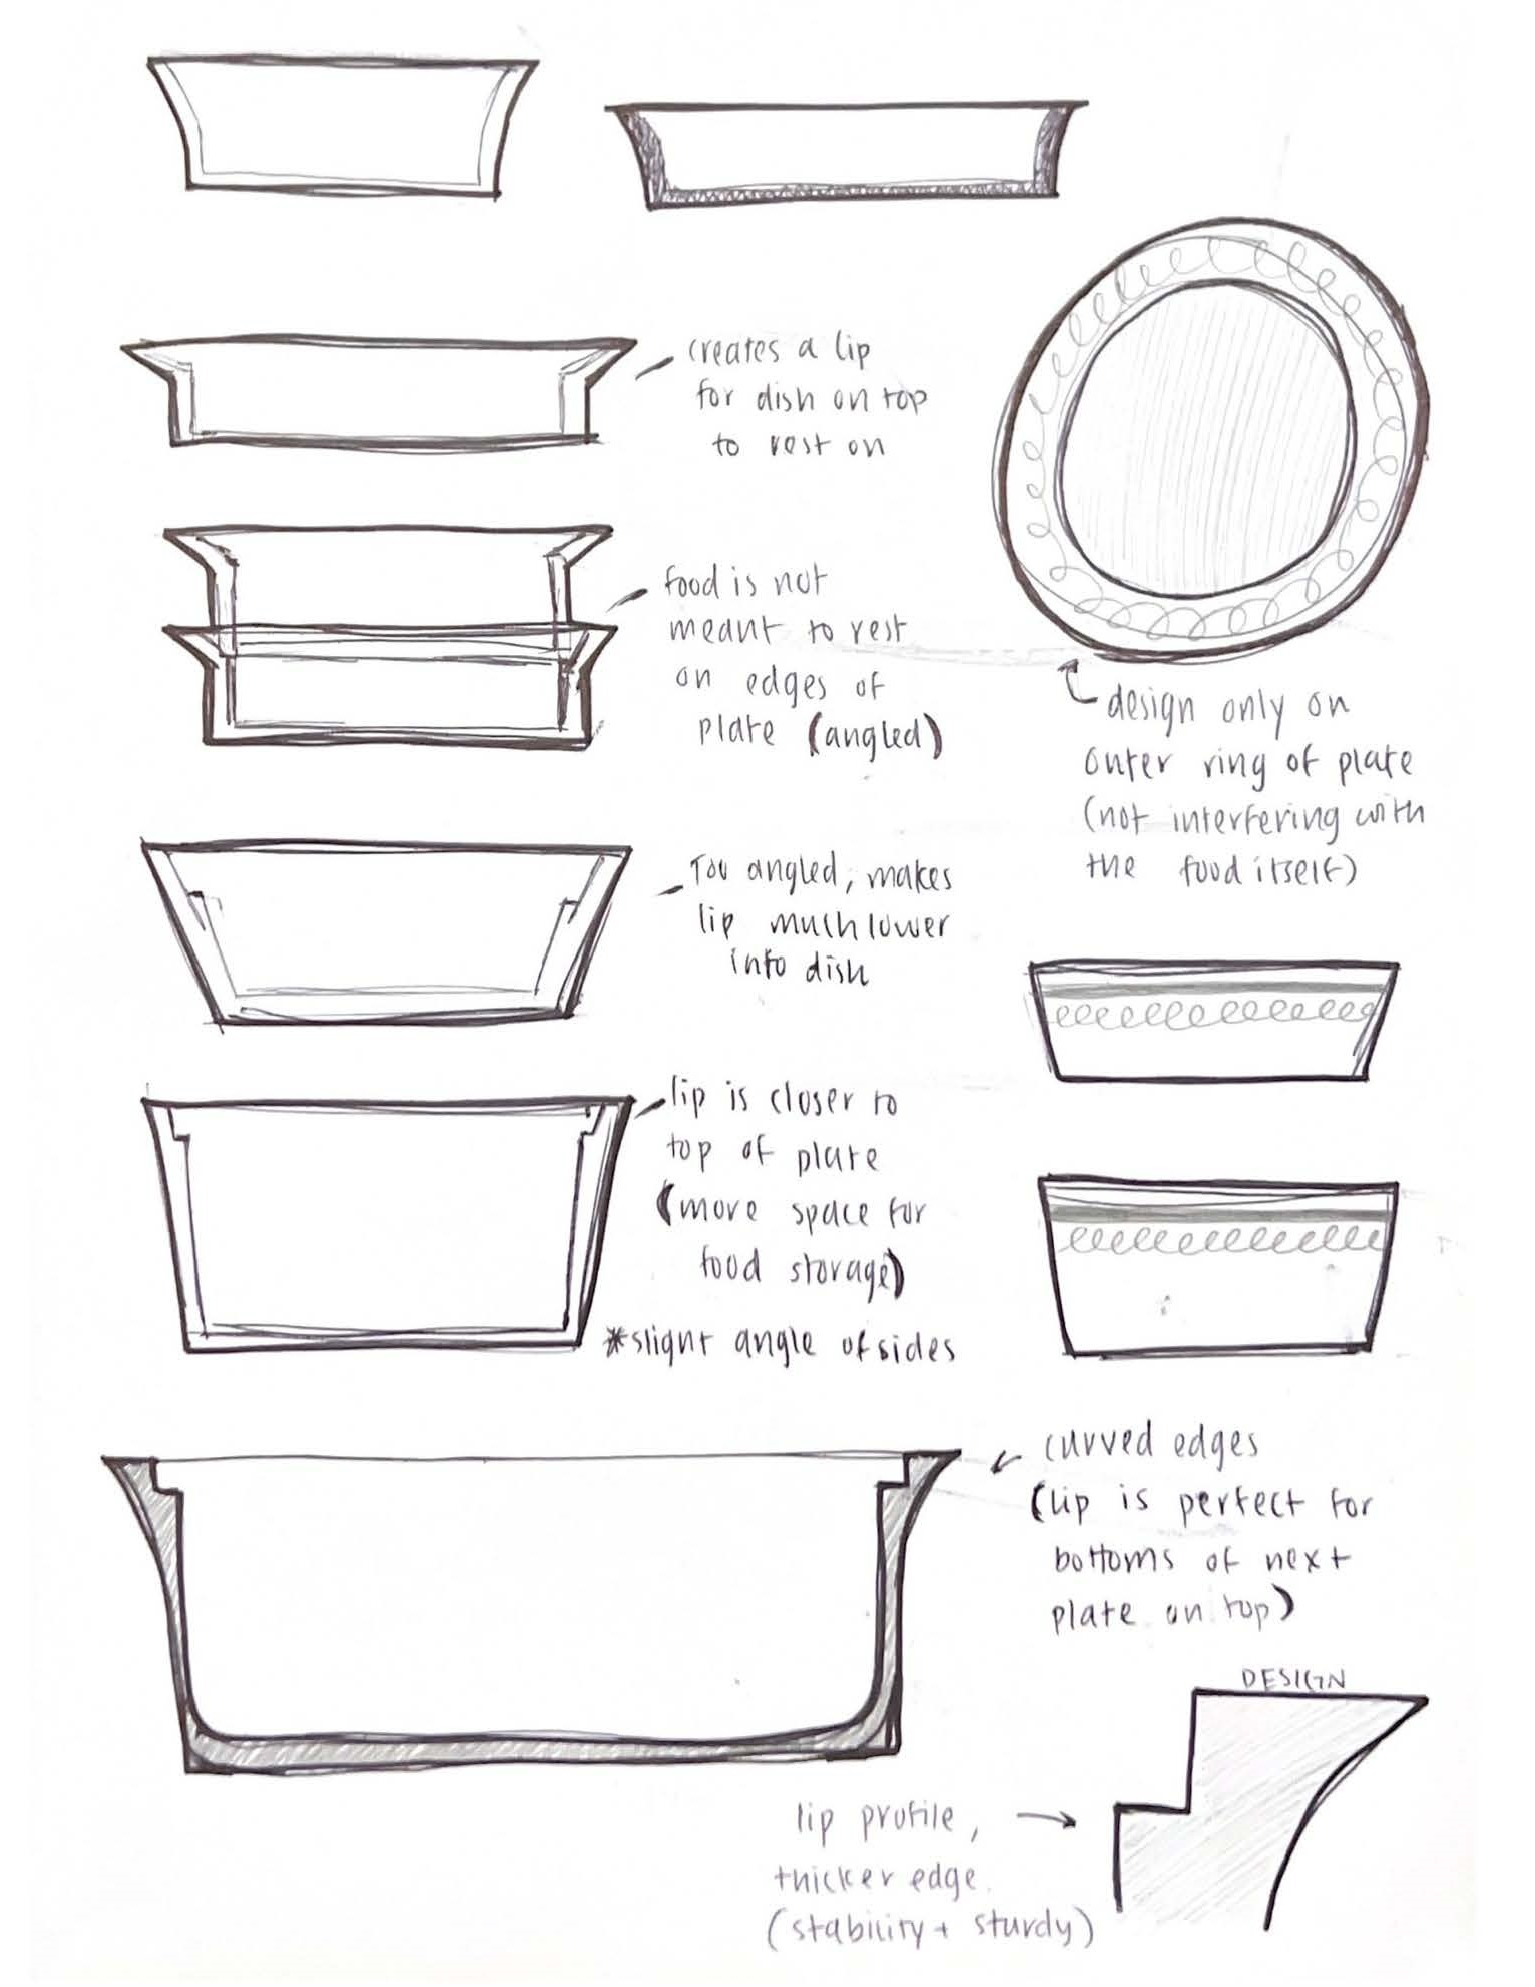 creates a lip
for dish on top
to rest on
food is not
meant to rest
on edges of
plate (angled)
design only on
outer ring of plate
(not interfering with
the food itself)
Too angled, makes
lip much lower
into dish
lip is closer to
top of plate
(more space for
food storage)
*slight angle of sides
curved edges
(lip is perfect for
bottoms of next
plate on top)
DESIGN
lip profile,
thicker edge.
(stability + sturdy)